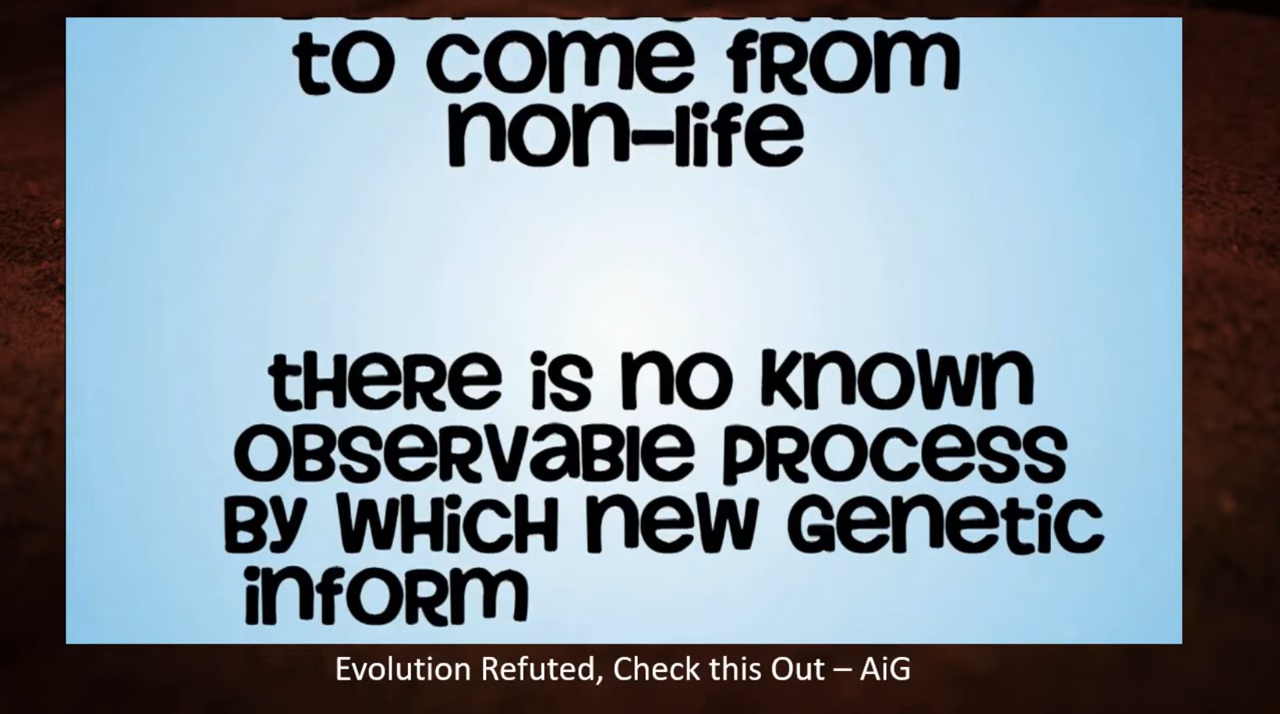 to come from
non-life
there is no known
observable process
by which new genetic
inform
Evolution Refuted, Check this Out – AiG